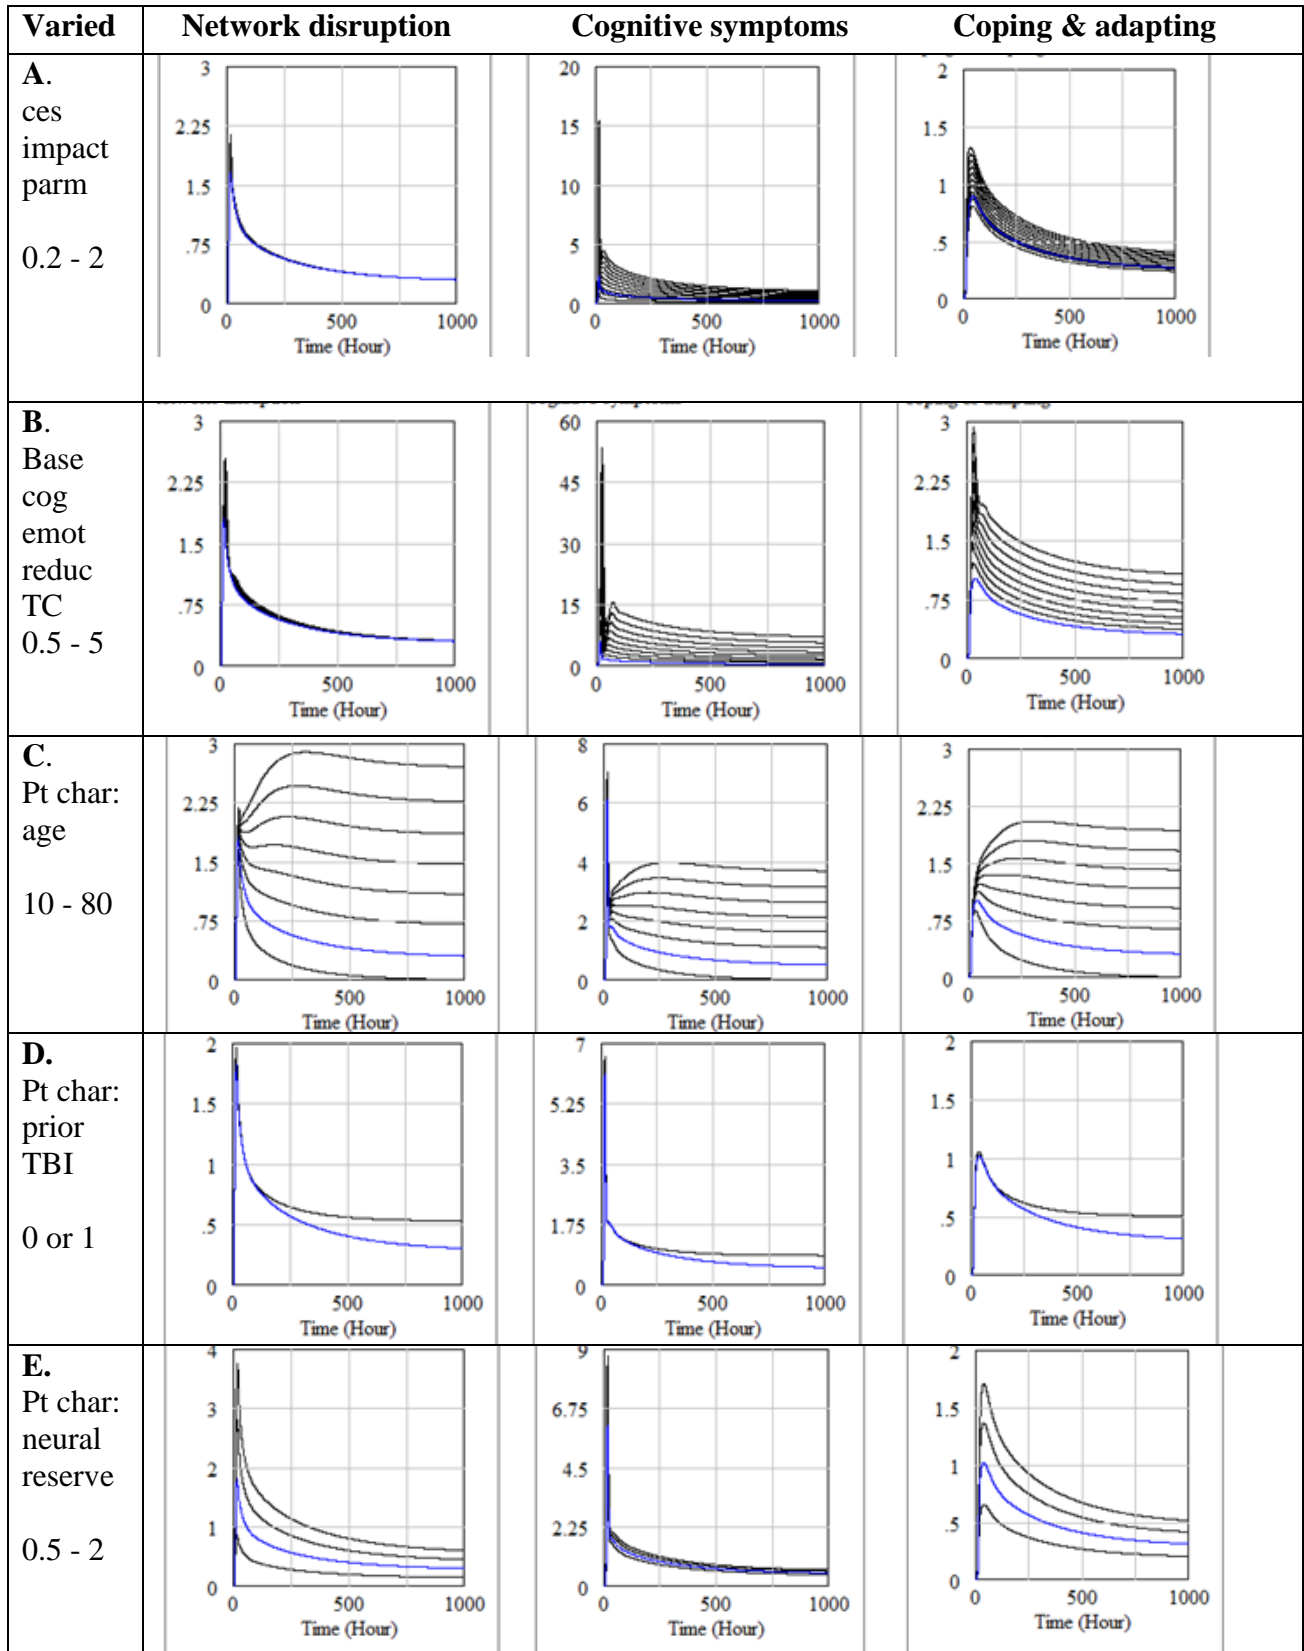 Varied Network disruption Cognitive symptoms Coping & adapting
A.
ces
impact
parm
0.2 - 2
3
2.25
1.5
.75
0
0 500 1000
Time (Hour)
20
15
10
5
0
0 500 1000
Time (Hour)
2
1.5
1
.5
0
0 500 1000
Time (Hour)
B.
Base
cog
emot
reduc
TC
0.5 - 5
3
2.25
1.5
.75
0
0 500 1000
Time (Hour)
60
45
30
15
0
0 500 1000
Time (Hour)
3
2.25
1.5
.75
0
0 500 1000
Time (Hour)
C.
Pt char:
age
10 - 80
3
2.25
1.5
.75
0
0 500 1000
Time (Hour)
8
6
4
2
0
0 500 1000
Time (Hour)
3
2.25
1.5
.75
0
0 500 1000
Time (Hour)
D.
Pt char:
prior
TBI
0 or 1
2
1.5
1
.5
0
0 500 1000
Time (Hour)
7
5.25
3.5
1.75
0
0 500 1000
Time (Hour)
2
1.5
1
.5
0
0 500 1000
Time (Hour)
E.
Pt char:
neural
reserve
0.5 - 2
4
3
2
1
0
0 500 1000
Time (Hour)
9
6.75
4.5
2.25
0
0 500 1000
Time (Hour)
2
1.5
1
.5
0
0 500 1000
Time (Hour)